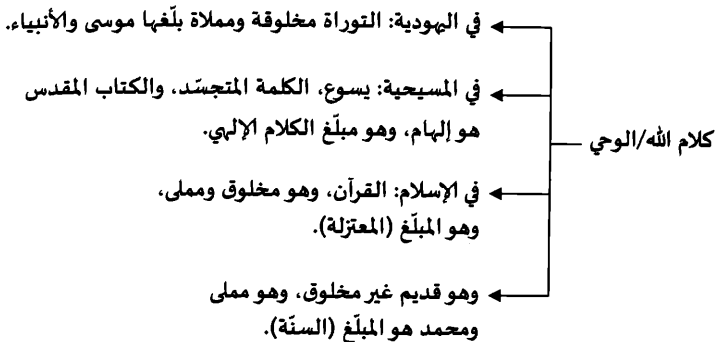 في اليهودية: التوراة مخلوقة ومملاة بلّغها موسى والأنبياء.
في المسيحية: يسوع، الكلمة المتجسّد، والكتاب المقدس
هو إلهام، وهو مبلّغ الكلام الإلهي.
كلام الله/الوحي
في الإسلام: القرآن، وهو مخلوق ومملى،
وهو المبلّغ (المعتزلة).
وهو قديم غير مخلوق، وهو مملى
ومحمد هو المبلّغ (السنّة).